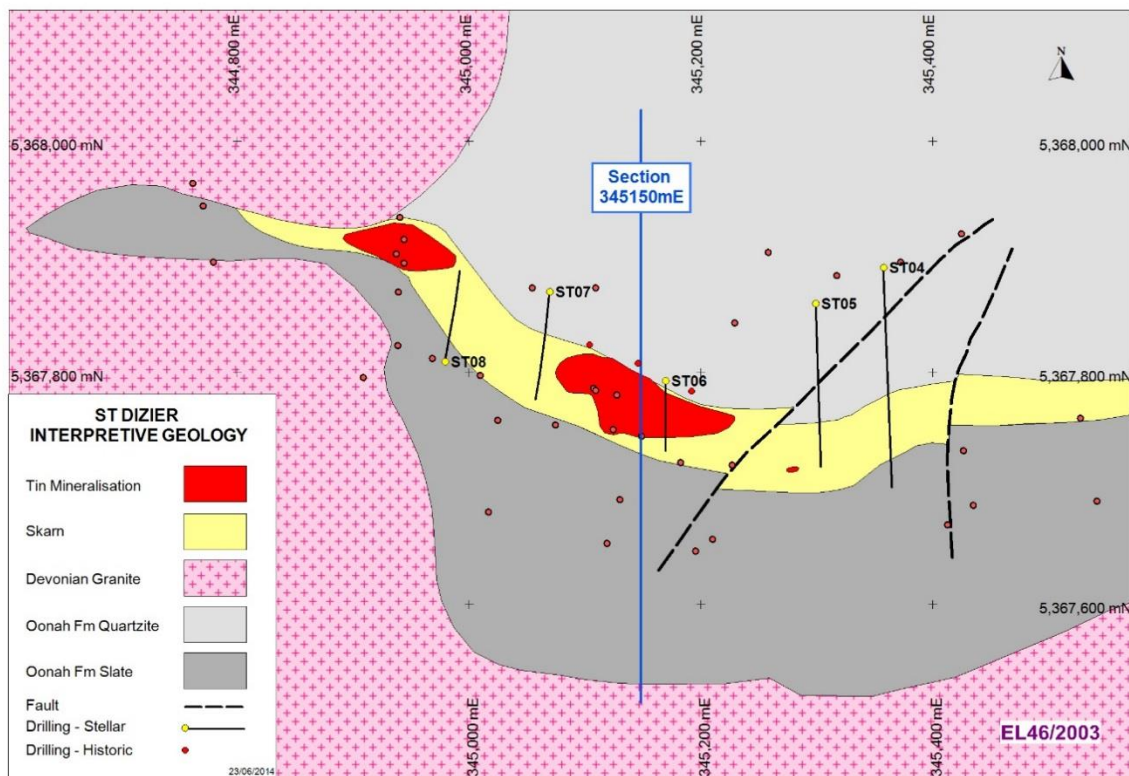 344,800 mE
345,000 mE
345,200 mE
345,400 mE
N
5,368,000 mN
5,368,000 mN
Section
345150mE
ST04
ST07
ST05
ST08
ST06
5,367,800 mN
5,367,800 mN
ST DIZIER
INTERPRETIVE GEOLOGY
Tin Mineralisation
Skarn
Devonian Granite
Oonah Fm Quartzite
Oonah Fm Slate
Fault
Drilling - Stellar
Drilling - Historic
23/06/2014
5,367,600 mN
345,000 mE
345,200 mE
345,400 mE
EL46/2003